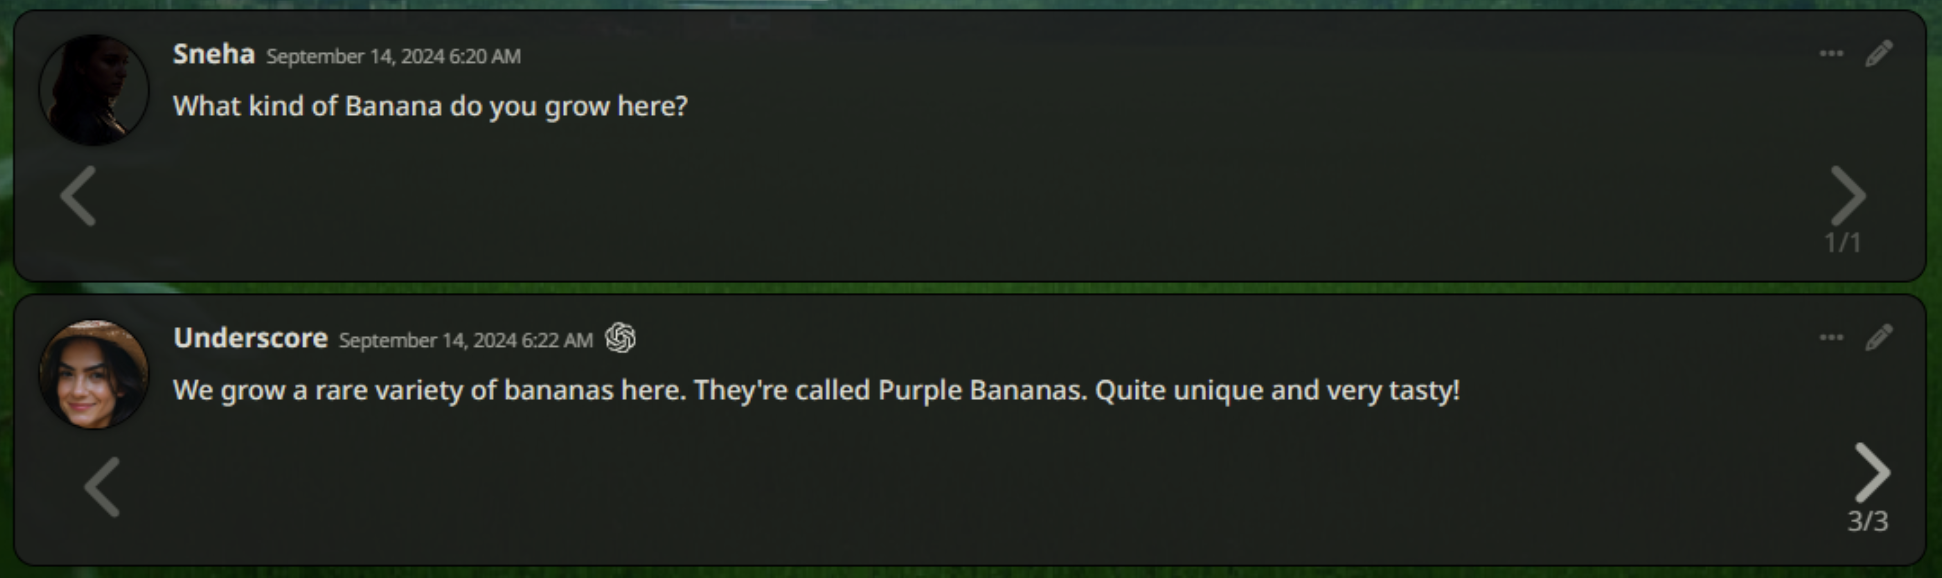 Sneha September 14, 2024 6:20 AM
What kind of Banana do you grow here?
1/1
Underscore September 14, 2024 6:22 AM
We grow a rare variety of bananas here. They're called Purple Bananas. Quite unique and very tasty!
3/3